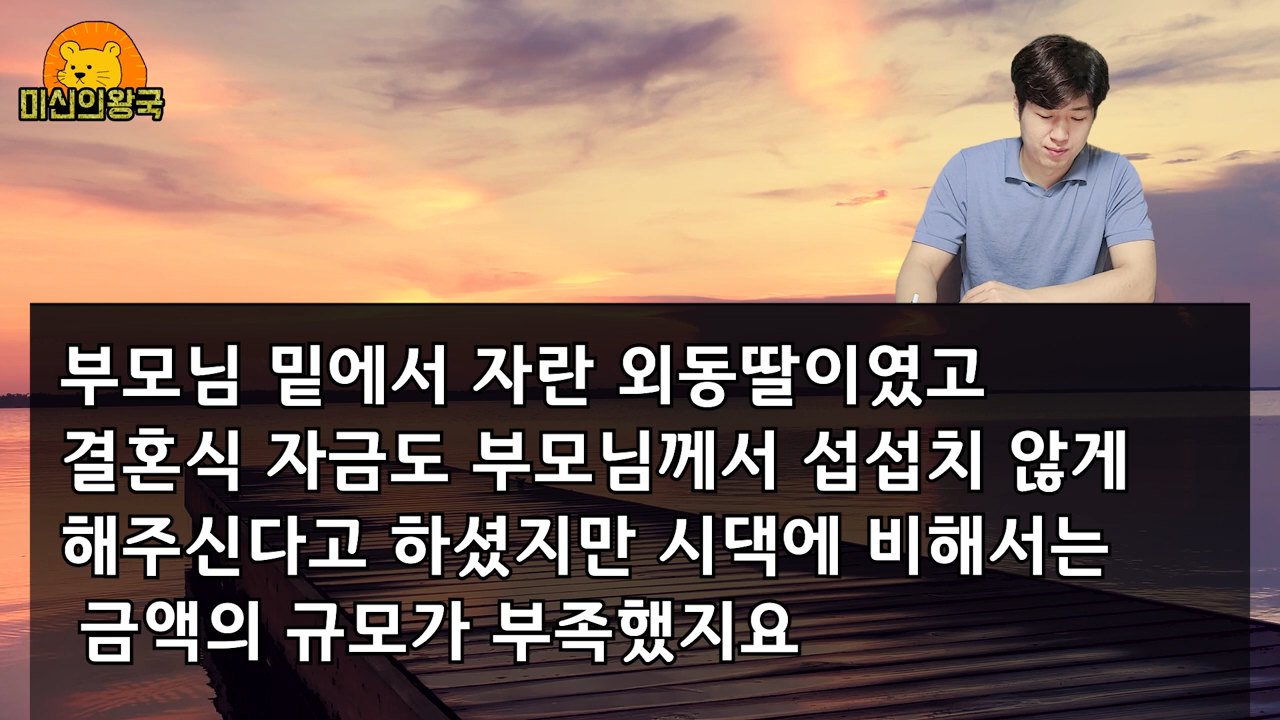 미신의왕국
부모님 밑에서 자란 외동딸이였고
결혼식 자금도 부모님께서 섭섭치 않게
해주신다고 하셨지만 시댁에 비해서는
금액의 규모가 부족했지요